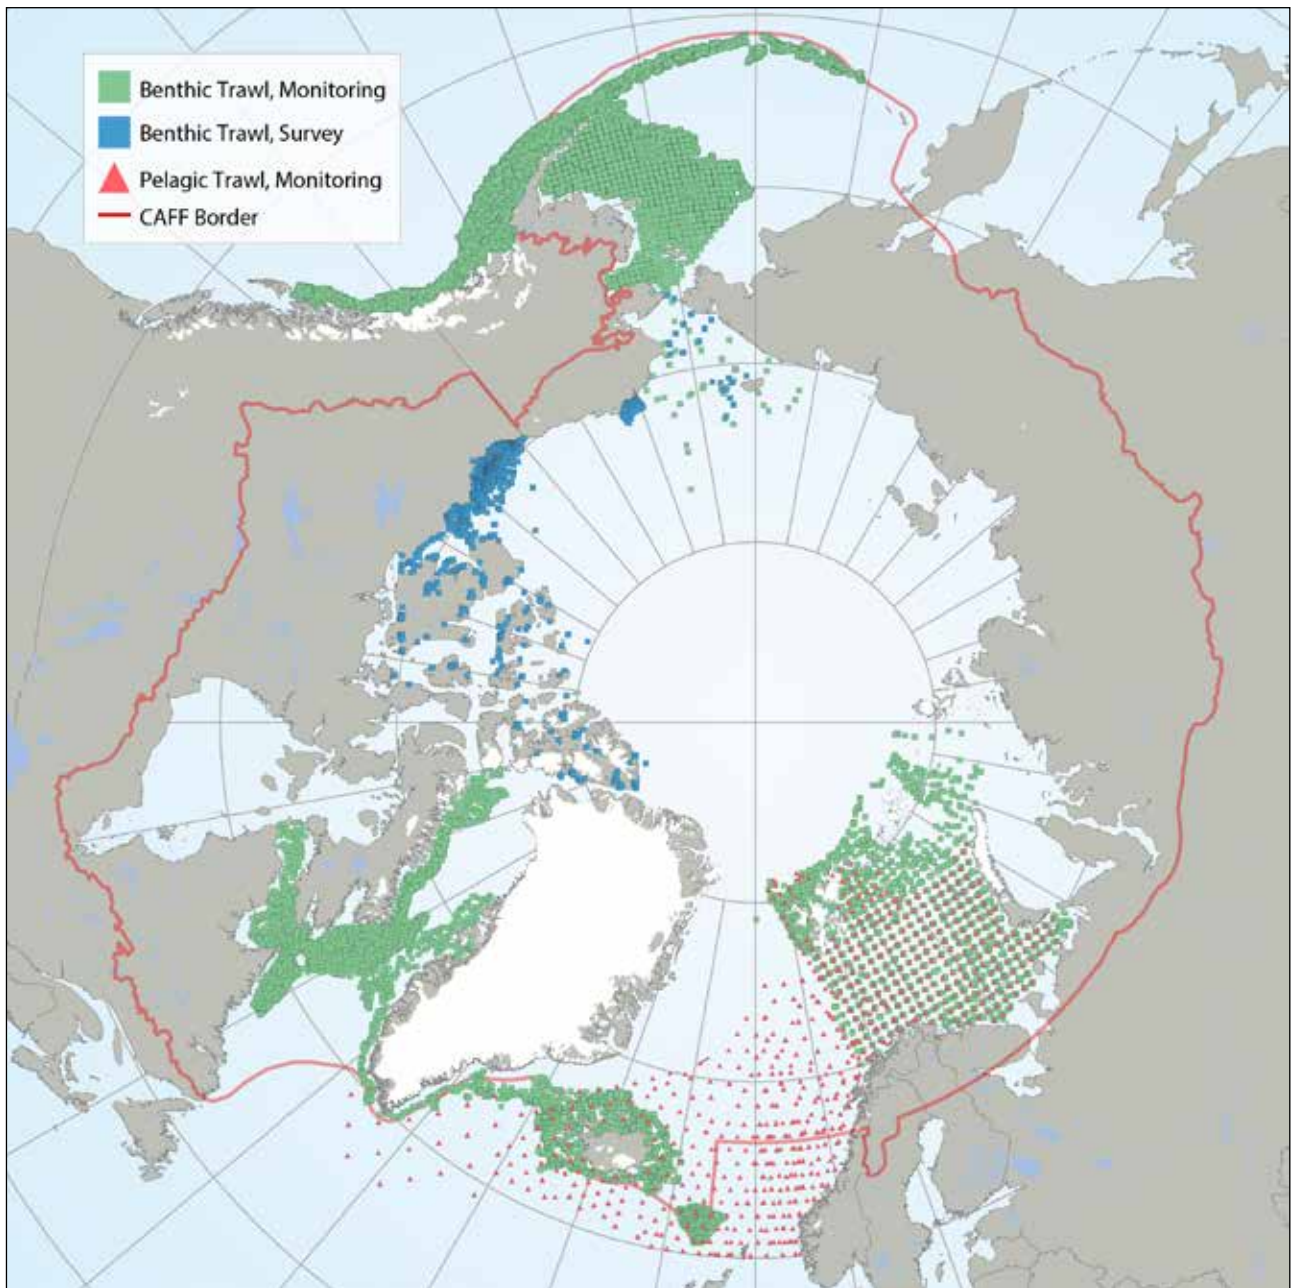 Benthic Trawl, Monitoring
Benthic Trawl, Survey
Pelagic Trawl, Monitoring
CAFF Border